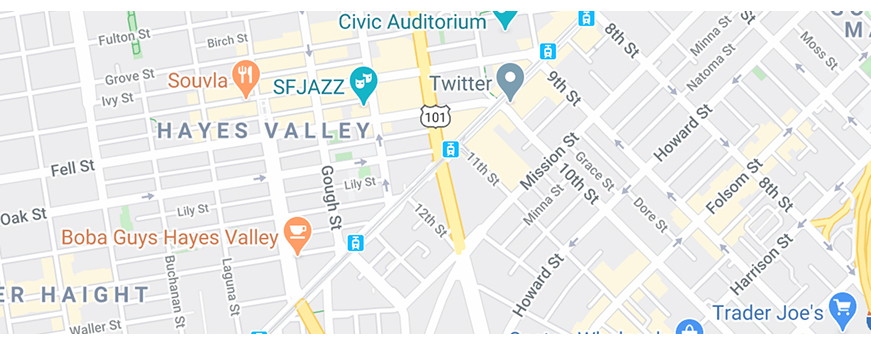 Civic Auditorium
8th St
SO
M
Fulton St
Birch St
Minna St
Moss St
Grove St
Souvla
SFJAZZ
Twitter
9th St
Natoma St
Ivy St
101
HAYES VALLEY
Howard St
Fell St
11th St
Mission St
Grace St
Folsom St
Gough St
Lily St
10th St
8th St
Oak St
Lily St
Minna St
Dore St
12th St
Boba Guys Hayes Valley
Harrison St
Buchanan St
Laguna St
Howard St
ER HAIGHT
Trader Joe's
Waller St